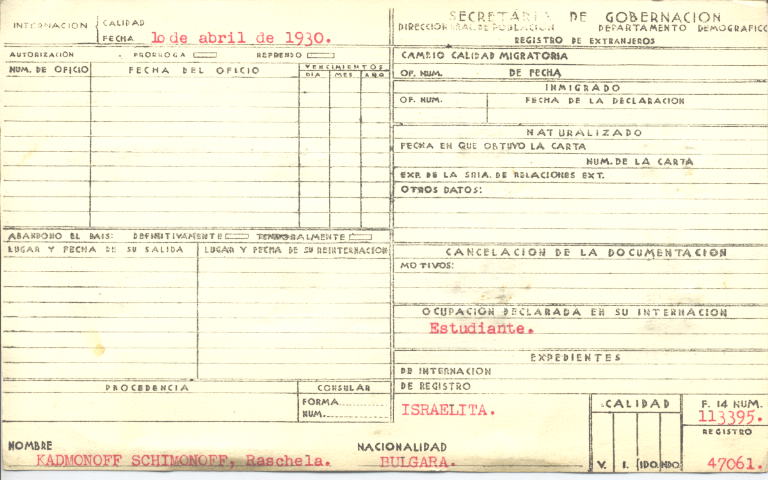 INTERNACION
CALIDAD
FECHA 1o de abril de 1930.
AUTORIZACIÓN PRORROGA REFRENDO
NUM. DE OFICIO FECHA DEL OFICIO VENCIMIENTOS
DIA MES AÑO
ABANDONO EL PAIS: DEFINITIVAMENTE TEMPORALMENTE
LUGAR Y FECHA DE SU SALIDA LUGAR Y FECHA DE SU REINTERNACION
PROCEDENCIA CONSULAR
FORMA
NUM.
SECRETARIA DE GOBERNACION
DIRECCION GRAL. DE POBLACION DEPARTAMENTO DEMOGRAFICO
REGISTRO DE EXTRANJEROS
CAMBIO CALIDAD MIGRATORIA
OF. NUM. DE FECHA
INMIGRADO
OF. NUM. FECHA DE LA DECLARACION
NATURALIZADO
FECHA EN QUE OBTUVO LA CARTA
NUM. DE LA CARTA
EXP. DE LA SRIA. DE RELACIONES EXT.
OTROS DATOS:
CANCELACION DE LA DOCUMENTACION
MOTIVOS:
OCUPACION DECLARADA EN SU INTERNACION
Estudiante.
EXPEDIENTES
DE INTERNACION
DE REGISTRO
ISRAELITA.
CALIDAD
V. I. IDO. NDO
F. 14 NUM.
113395.
REGISTRO
47061.
NOMBRE NACIONALIDAD
KADMONOFF SCHIMONOFF, Raschela. BULGARA.